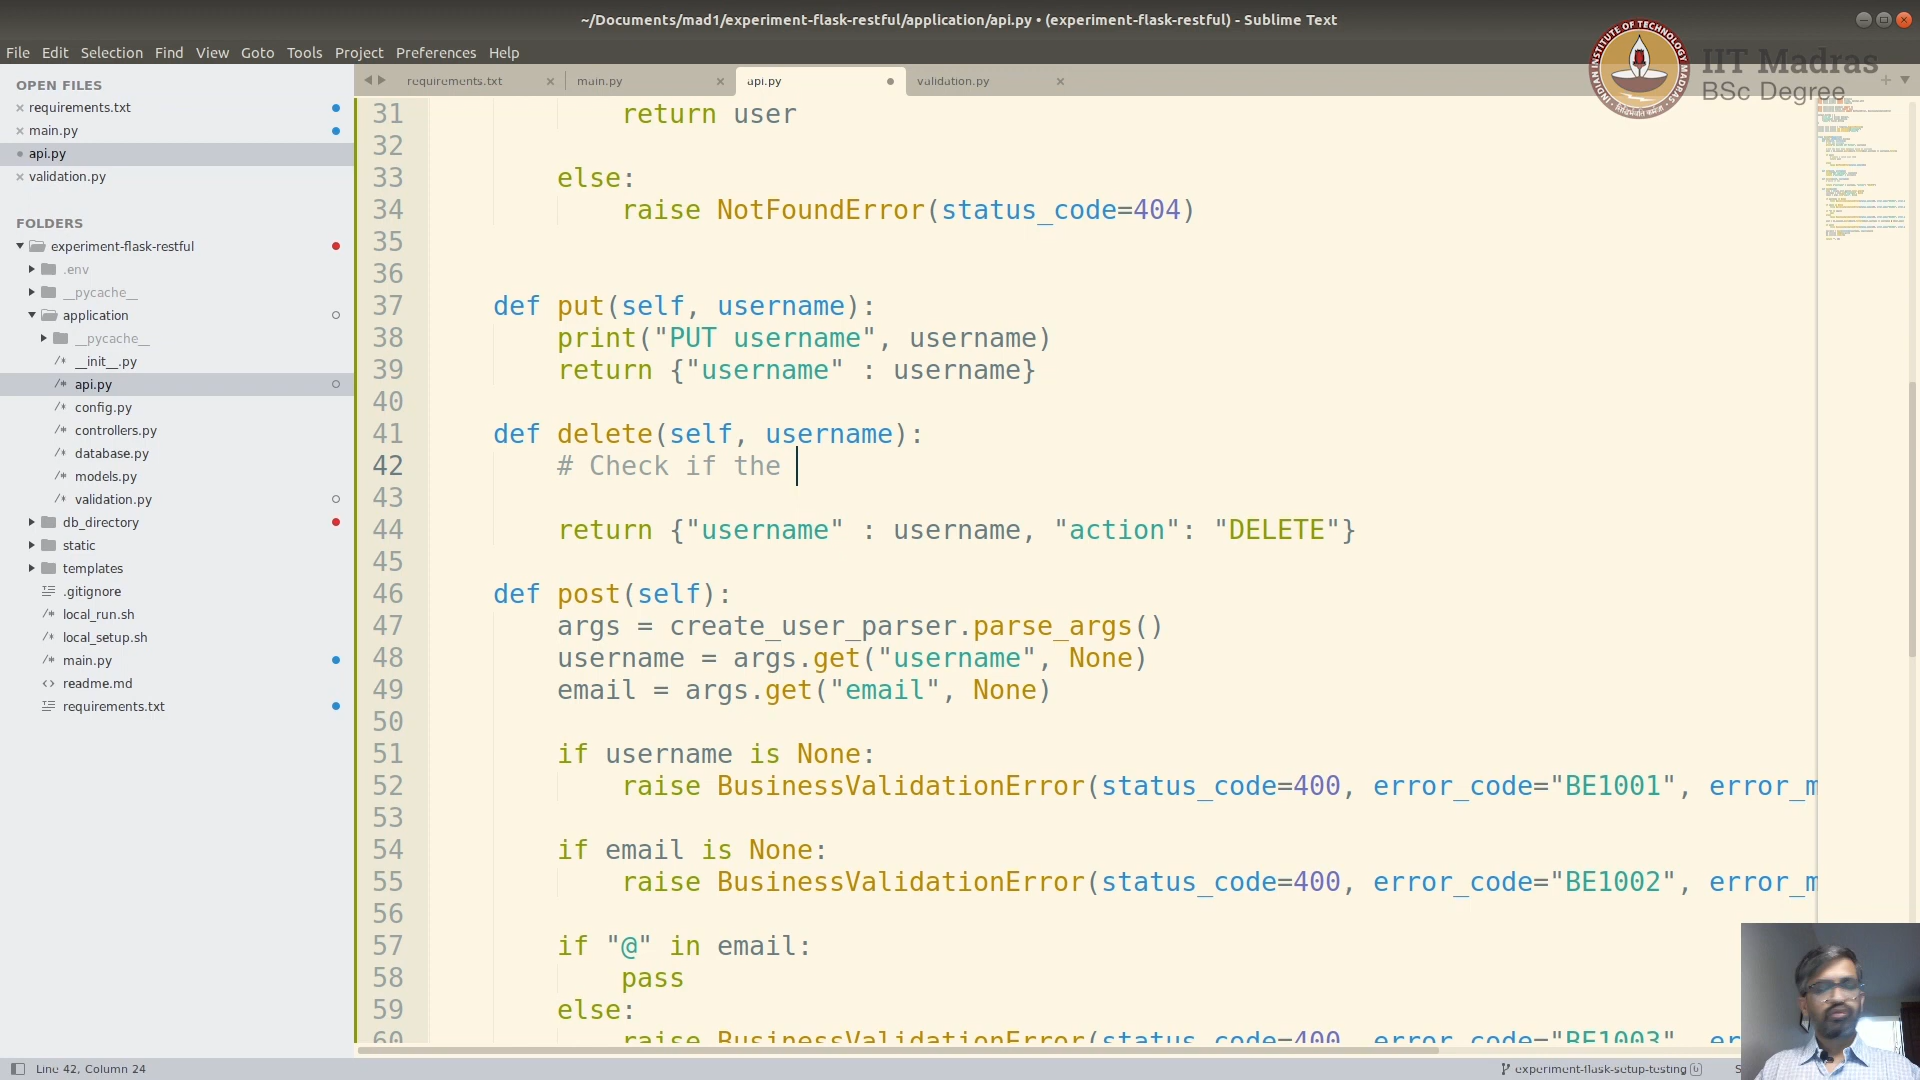 ~/Documents/mad1/experiment-flask-restful/application/api.py • (experiment-flask-restful) - Sublime Text
File Edit Selection Find View Goto Tools Project Preferences Help
IIT Madras
BSc Degree
OPEN FILES
requirements.txt
main.py
api.py
validation.py
FOLDERS
experiment-flask-restful
.env
__pycache__
application
__pycache__
__init__.py
api.py
config.py
controllers.py
database.py
models.py
validation.py
db_directory
static
templates
.gitignore
local_run.sh
local_setup.sh
main.py
readme.md
requirements.txt
requirements.txt main.py api.py validation.py
31 return user
32
33 else:
34 raise NotFoundError(status_code=404)
35
36
37 def put(self, username):
38 print("PUT username", username)
39 return {"username" : username}
40
41 def delete(self, username):
42 # Check if the
43
44 return {"username" : username, "action": "DELETE"}
45
46 def post(self):
47 args = create_user_parser.parse_args()
48 username = args.get("username", None)
49 email = args.get("email", None)
50
51 if username is None:
52 raise BusinessValidationError(status_code=400, error_code="BE1001", error_m
53
54 if email is None:
55 raise BusinessValidationError(status_code=400, error_code="BE1002", error_m
56
57 if "@" in email:
58 pass
59 else:
60 raise BusinessValidationError(status_code=400, error_code="BE1003", er
Line 42, Column 24
experiment-flask-setup-testing 6